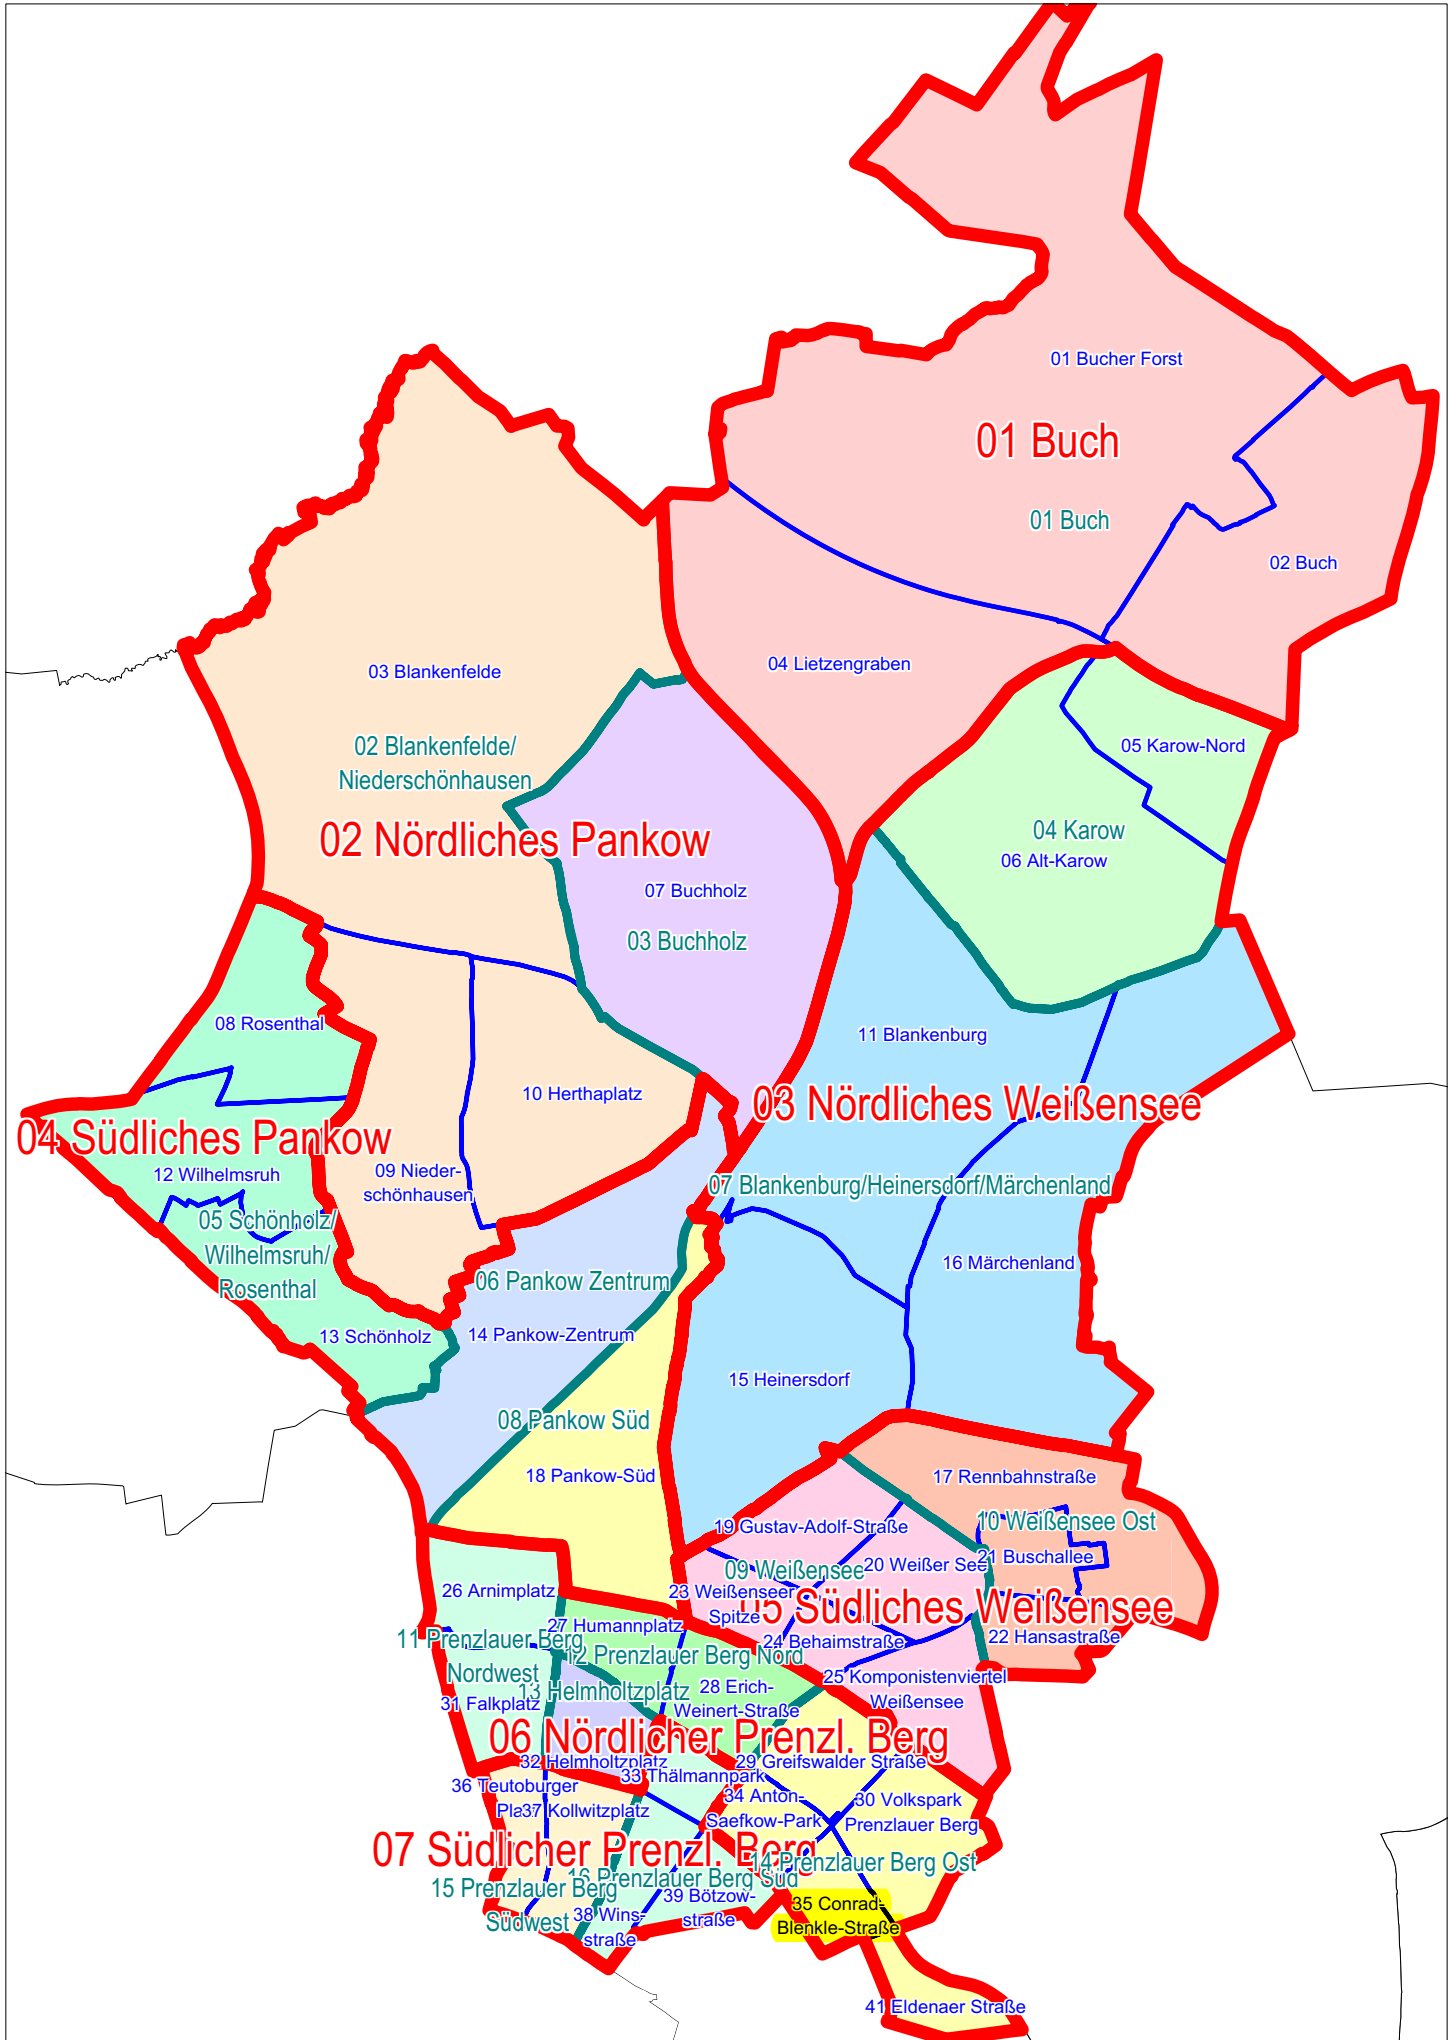 01 Bucher Forst
01 Buch
01 Buch
02 Buch
04 Lietzengraben
03 Blankenfelde
02 Blankenfelde/
Niederschönhausen
02 Nördliches Pankow
05 Karow-Nord
04 Karow
06 Alt-Karow
07 Buchholz
03 Buchholz
08 Rosenthal
11 Blankenburg
10 Herthaplatz
03 Nördliches Weißensee
04 Südliches Pankow
12 Wilhelmsruh
09 Nieder-
schönhausen
07 Blankenburg/Heinersdorf/Märchenland
05 Schönholz/
Wilhelmsruh/
Rosenthal
16 Märchenland
06 Pankow Zentrum
13 Schönholz
14 Pankow-Zentrum
15 Heinersdorf
08 Pankow Süd
18 Pankow-Süd
17 Rennbahnstraße
19 Gustav-Adolf-Straße
10 Weißensee Ost
20 Weißer See
21 Buschallee
09 Weißensee
26 Arnimplatz
23 Weißenseer
Spitze
05 Südliches Weißensee
27 Humannplatz
11 Prenzlauer Berg
Nordwest
24 Behaimstraße
22 Hansastraße
12 Prenzlauer Berg Nord
25 Komponistenviertel
Weißensee
13 Helmholtzplatz
28 Erich-
Weinert-Straße
31 Falkplatz
06 Nördlicher Prenzl. Berg
32 Helmholtzplatz
29 Greifswalder Straße
33 Thälmannpark
36 Teutoburger
Platz
37 Kollwitzplatz
34 Anton-
Saefkow-Park
30 Volkspark
Prenzlauer Berg
07 Südlicher Prenzl. Berg
14 Prenzlauer Berg Ost
16 Prenzlauer Berg Süd
15 Prenzlauer Berg
Südwest
39 Bötzow-
straße
38 Wins-
straße
35 Conrad-
Blenkle-Straße
41 Eldenaer Straße